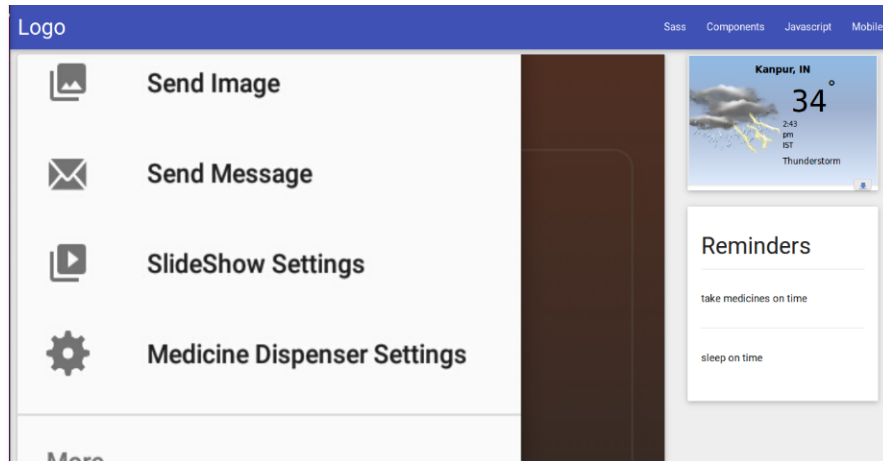 Logo
Sass Components Javascript Mobile
Send Image
Send Message
SlideShow Settings
Medicine Dispenser Settings
More
Kanpur, IN
34°
2:43
pm
IST
Thunderstorm
Reminders
take medicines on time
sleep on time